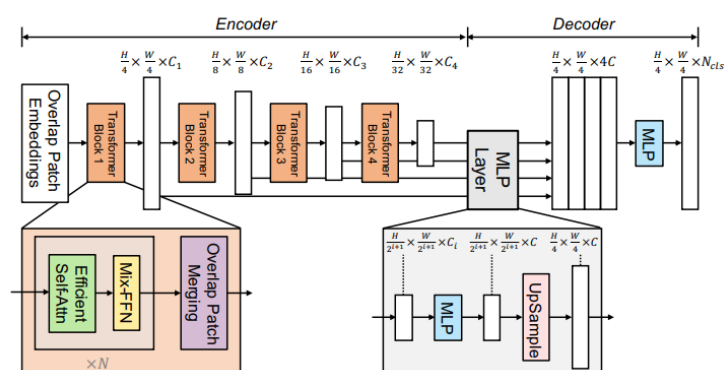 Encoder
Decoder
H/4 × W/4 × C₁
H/8 × W/8 × C₂
H/16 × W/16 × C₃
H/32 × W/32 × C₄
H/4 × W/4 × 4C
H/4 × W/4 × N_cls
Overlap Patch
Embeddings
Transformer
Block 1
Transformer
Block 2
Transformer
Block 3
Transformer
Block 4
MLP
Layer
MLP
Efficient
Self-Attn
Mix-FFN
×N
Overlap Patch
Merging
H/2^{i+1} × W/2^{i+1} × C_i
H/2^{i+1} × W/2^{i+1} × C
H/4 × W/4 × C
MLP
UpSample